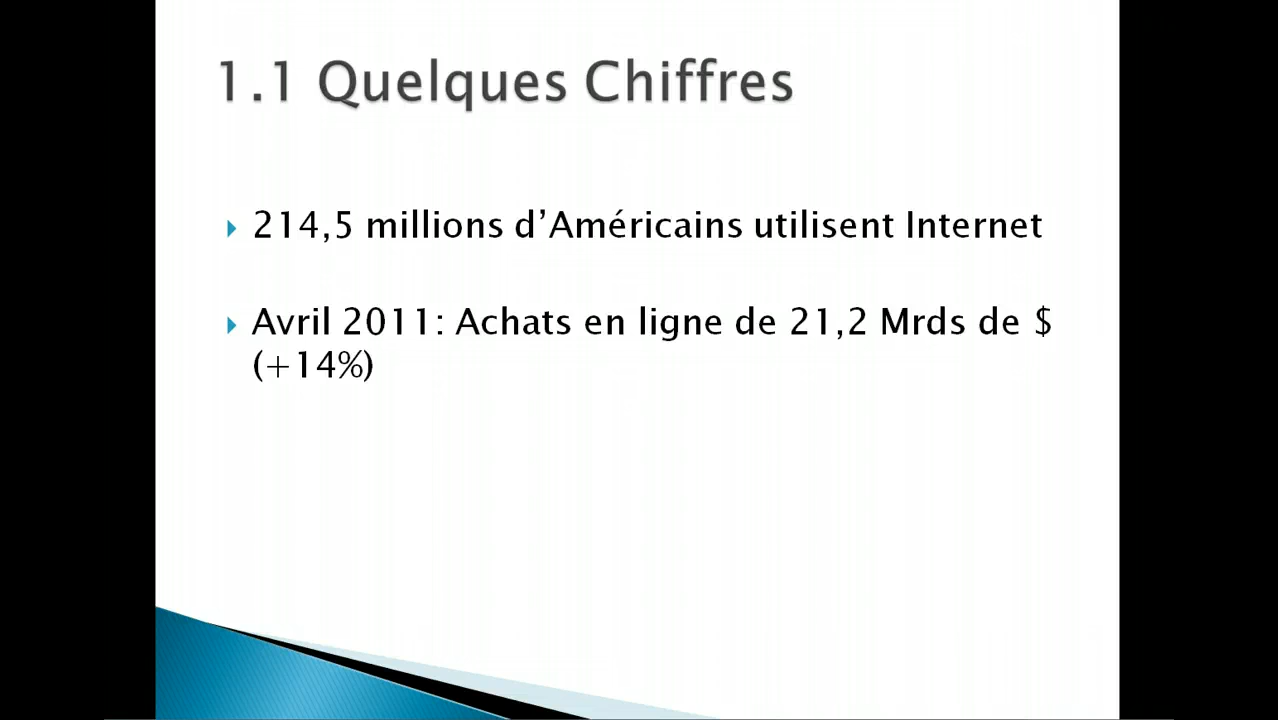 1.1 Quelques Chiffres
214,5 millions d’Américains utilisent Internet
Avril 2011: Achats en ligne de 21,2 Mrds de $
(+14%)